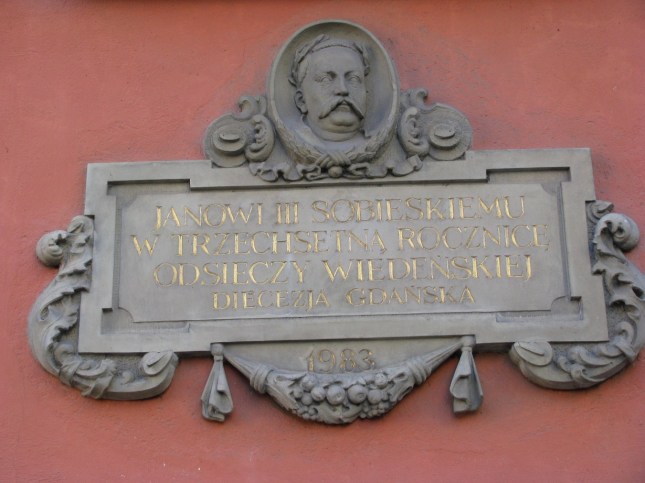 JANOWI III SOBIESKIEMU
W TRZECHSETNĄ ROCZNICĘ
ODSIECZY WIEDEŃSKIEJ
DIECEZJA GDAŃSKA
1983